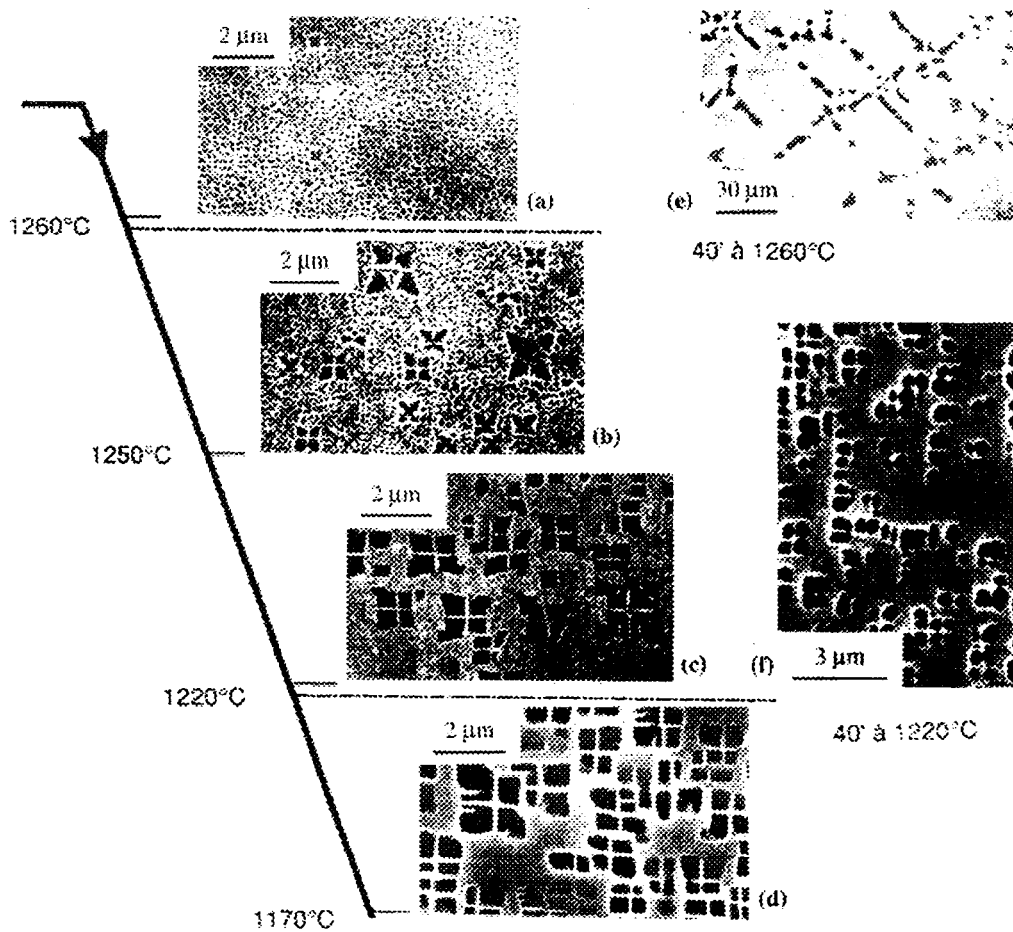 2 µm
(a)
1260°C
(e)
30 µm
40' à 1260°C
2 µm
(b)
1250°C
2 µm
(c)
(f)
3 µm
1220°C
40' à 1220°C
2 µm
(d)
1170°C